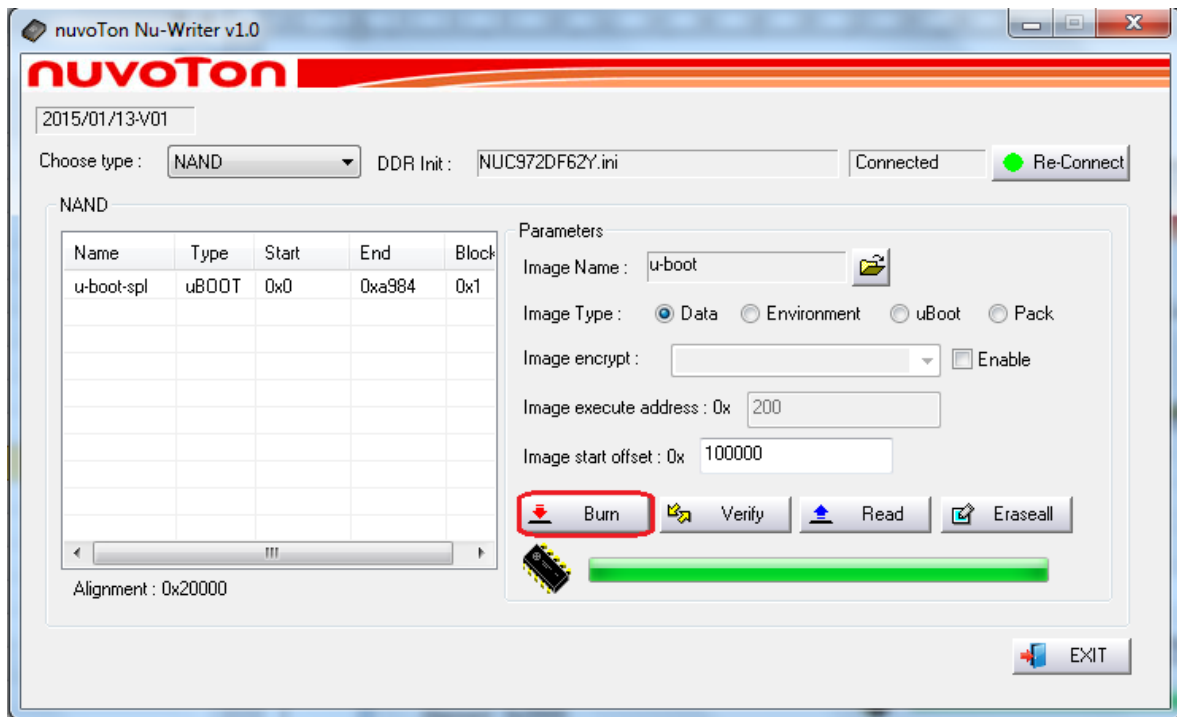 nuvoTon Nu-Writer v1.0
nuvoTon
2015/01/13-V01
Choose type : NAND DDR Init : NUC972DF62Y.ini Connected Re-Connect
NAND
Name Type Start End Block
u-boot-spl uBOOT 0x0 0xa984 0x1
Alignment : 0x20000
Parameters
Image Name : u-boot
Image Type : Data Environment uBoot Pack
Image encrypt : Enable
Image execute address : 0x 200
Image start offset : 0x 100000
Burn Verify Read Eraseall
EXIT